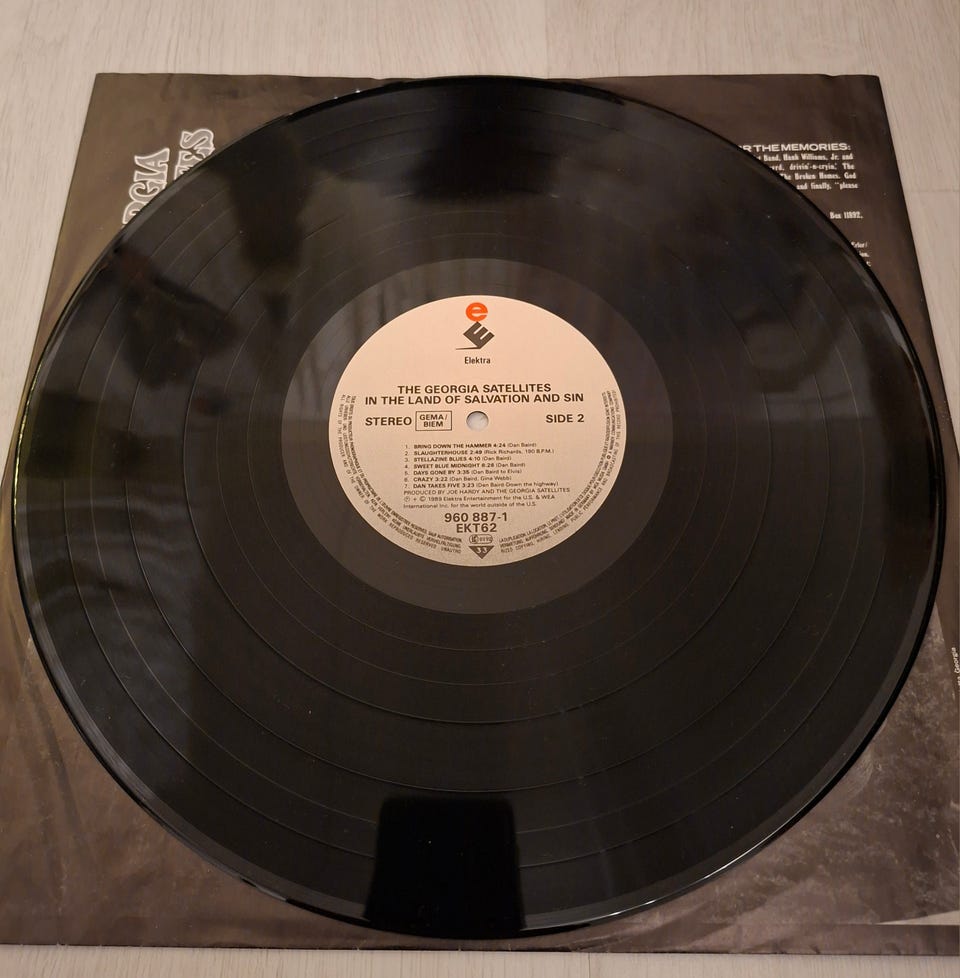 RGIA
ES
R THE MEMORIES:
Band, Hank Williams, Jr. and
drivin'-n-cryin', The
he Broken Homes. God
and finally, "please
Box 11892,
e
E
Elektra
THE GEORGIA SATELLITES
IN THE LAND OF SALVATION AND SIN
STEREO GEMA/ BIEM SIDE 2
1. BRING DOWN THE HAMMER 4:24 (Dan Baird)
2. SLAUGHTERHOUSE 2:49 (Rick Richards, 190 B.P.M.)
3. STELLAZINE BLUES 4:10 (Dan Baird)
4. SWEET BLUE MIDNIGHT 6:28 (Dan Baird)
5. DAYS GONE BY 3:35 (Dan Baird to Elvis)
6. CRAZY 3:22 (Dan Baird, Gina Webb)
7. DAN TAKES FIVE 3:23 (Dan Baird Down the highway)
PRODUCED BY JOE HARDY AND THE GEORGIA SATELLITES
℗ + © 1989 Elektra Entertainment for the U.S. & WEA
International Inc. for the world outside of the U.S.
960 887-1
EKT62
33
Georgia